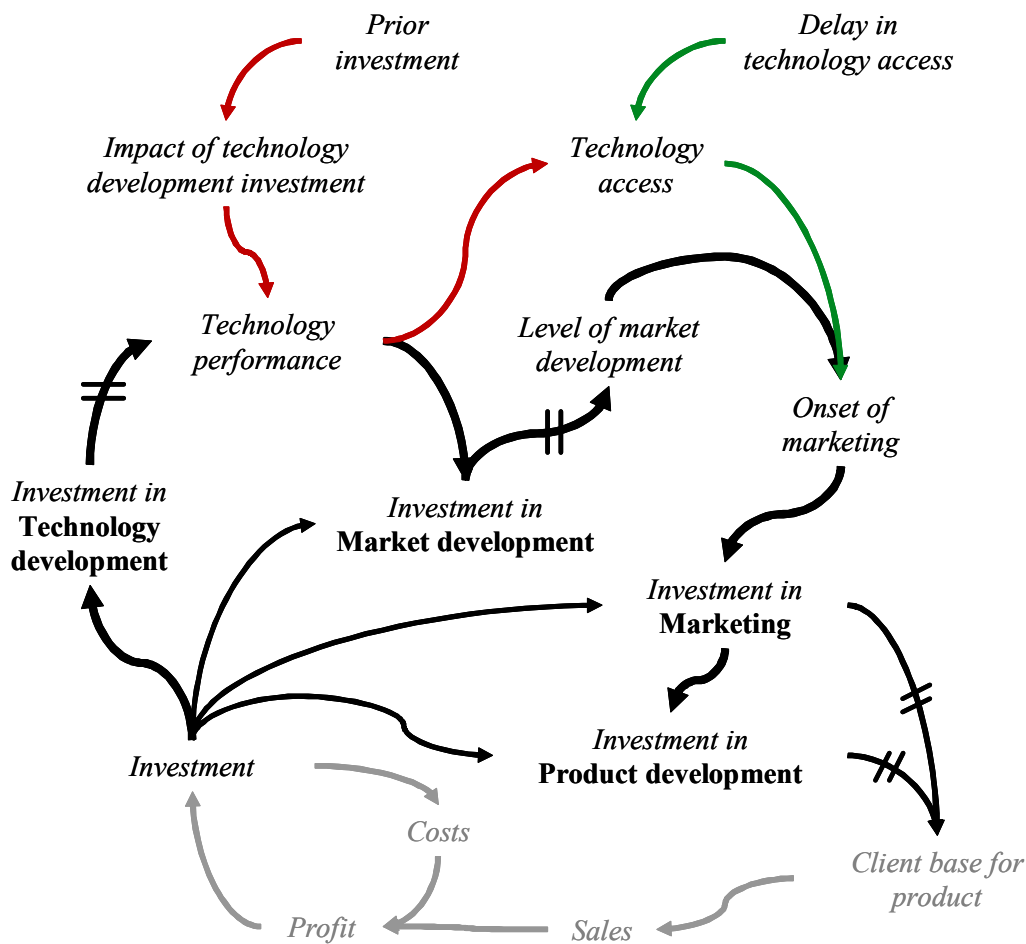 Prior
investment
Delay in
technology access
Impact of technology
development investment
Technology
access
Technology
performance
Level of market
development
Onset of
marketing
Investment in
Technology
development
Investment in
Market development
Investment in
Marketing
Investment in
Product development
Investment
Costs
Client base for
product
Profit
Sales